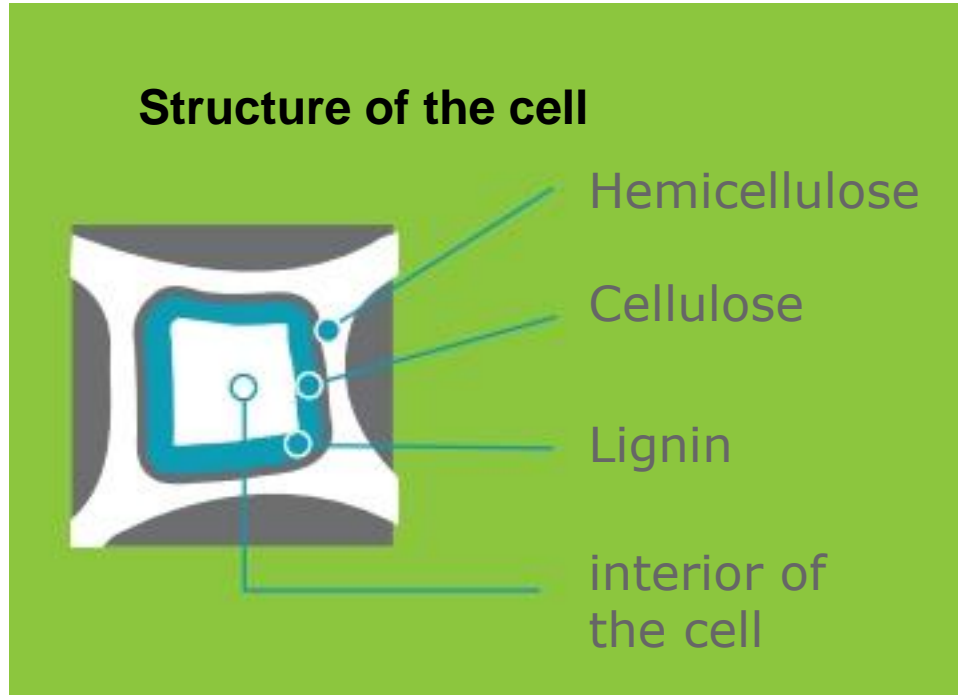 Structure of the cell
Hemicellulose
Cellulose
Lignin
interior of
the cell